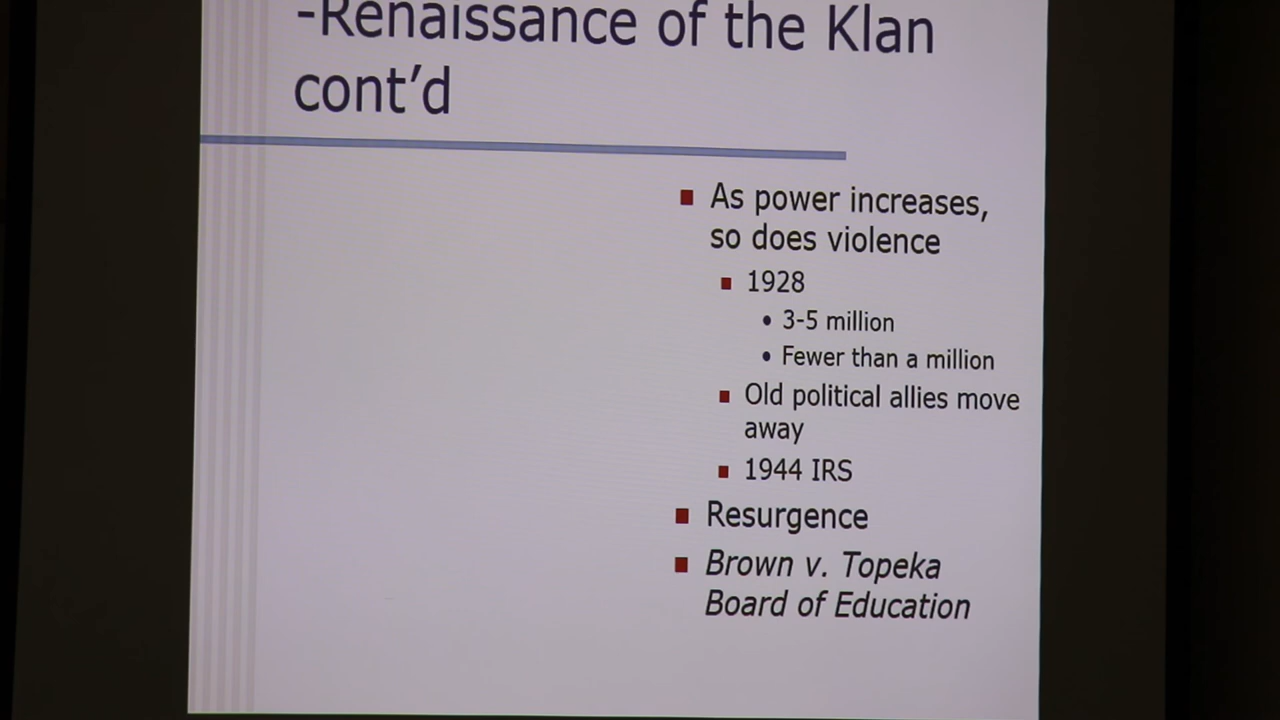 -Renaissance of the Klan
cont'd
As power increases,
so does violence
1928
3-5 million
Fewer than a million
Old political allies move
away
1944 IRS
Resurgence
Brown v. Topeka
Board of Education